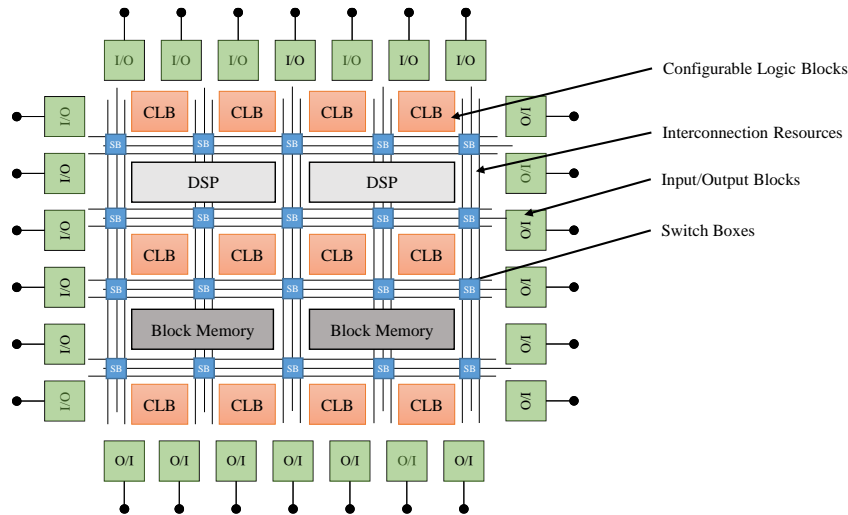 I/O I/O I/O I/O I/O I/O I/O
Configurable Logic Blocks
I/O CLB CLB CLB CLB I/O
Interconnection Resources
SB SB SB SB SB
I/O DSP DSP I/O
Input/Output Blocks
SB SB SB SB SB
I/O I/O
Switch Boxes
CLB CLB CLB CLB
I/O SB SB SB SB SB I/O
I/O Block Memory Block Memory I/O
SB SB SB SB SB
I/O CLB CLB CLB CLB I/O
O/I O/I O/I O/I O/I O/I O/I